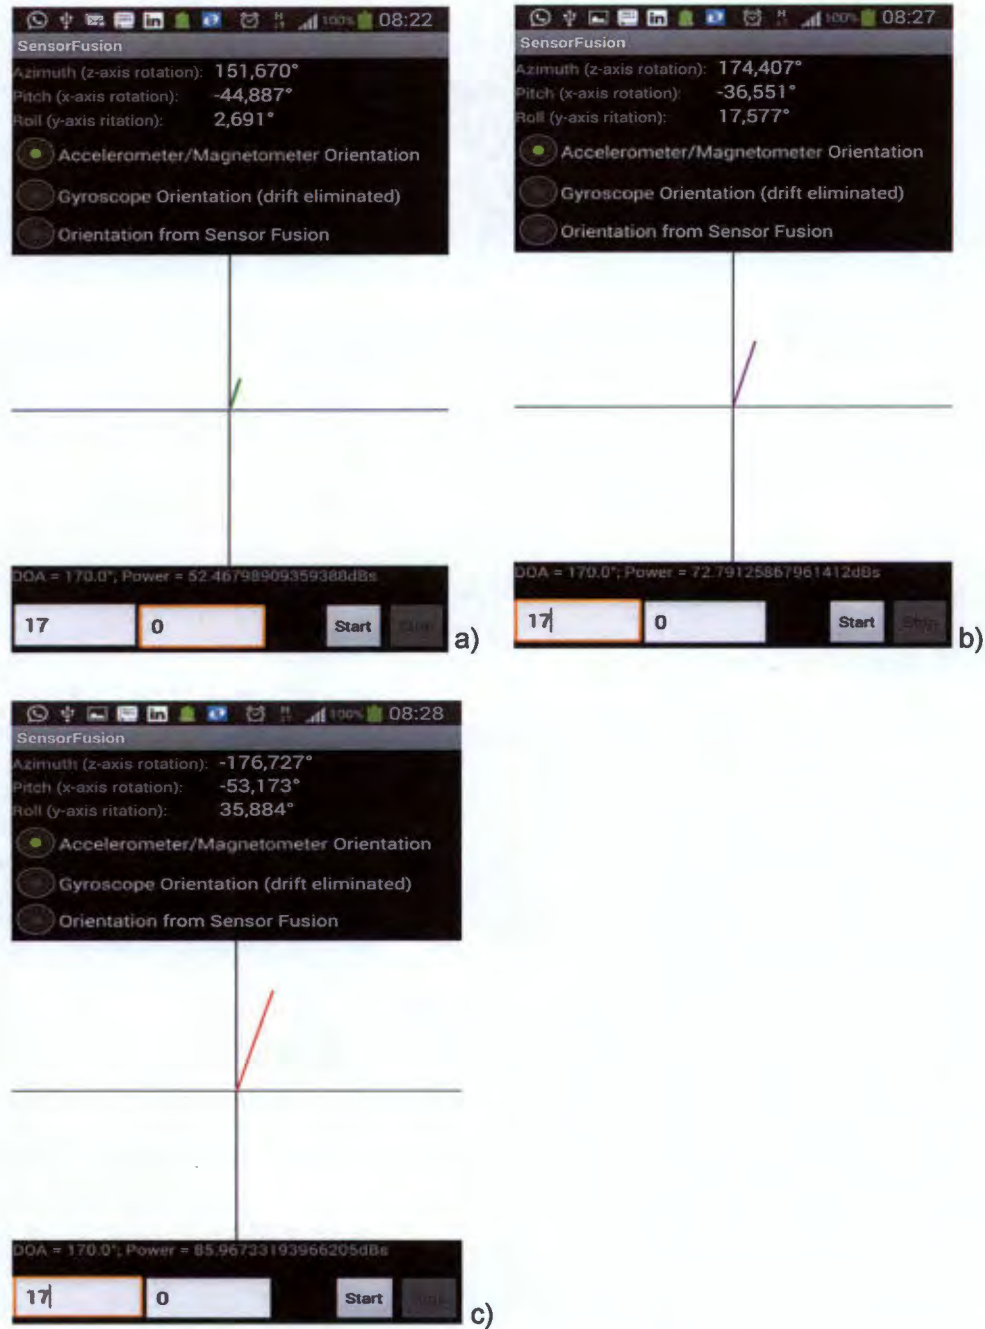 100% 08:22
SensorFusion
Azimuth (z-axis rotation): 151,670°
Pitch (x-axis rotation): -44,887°
Roll (y-axis ritation): 2,691°
Accelerometer/Magnetometer Orientation
Gyroscope Orientation (drift eliminated)
Orientation from Sensor Fusion
DOA = 170.0°; Power = 52.46798909359388dBs
17 0 Start Stop
a)
100% 08:27
SensorFusion
Azimuth (z-axis rotation): 174,407°
Pitch (x-axis rotation): -36,551°
Roll (y-axis ritation): 17,577°
Accelerometer/Magnetometer Orientation
Gyroscope Orientation (drift eliminated)
Orientation from Sensor Fusion
DOA = 170.0°; Power = 72.79125867961412dBs
17 0 Start Stop
b)
100% 08:28
SensorFusion
Azimuth (z-axis rotation): -176,727°
Pitch (x-axis rotation): -53,173°
Roll (y-axis ritation): 35,884°
Accelerometer/Magnetometer Orientation
Gyroscope Orientation (drift eliminated)
Orientation from Sensor Fusion
DOA = 170.0°; Power = 85.96733193966205dBs
17 0 Start
c)